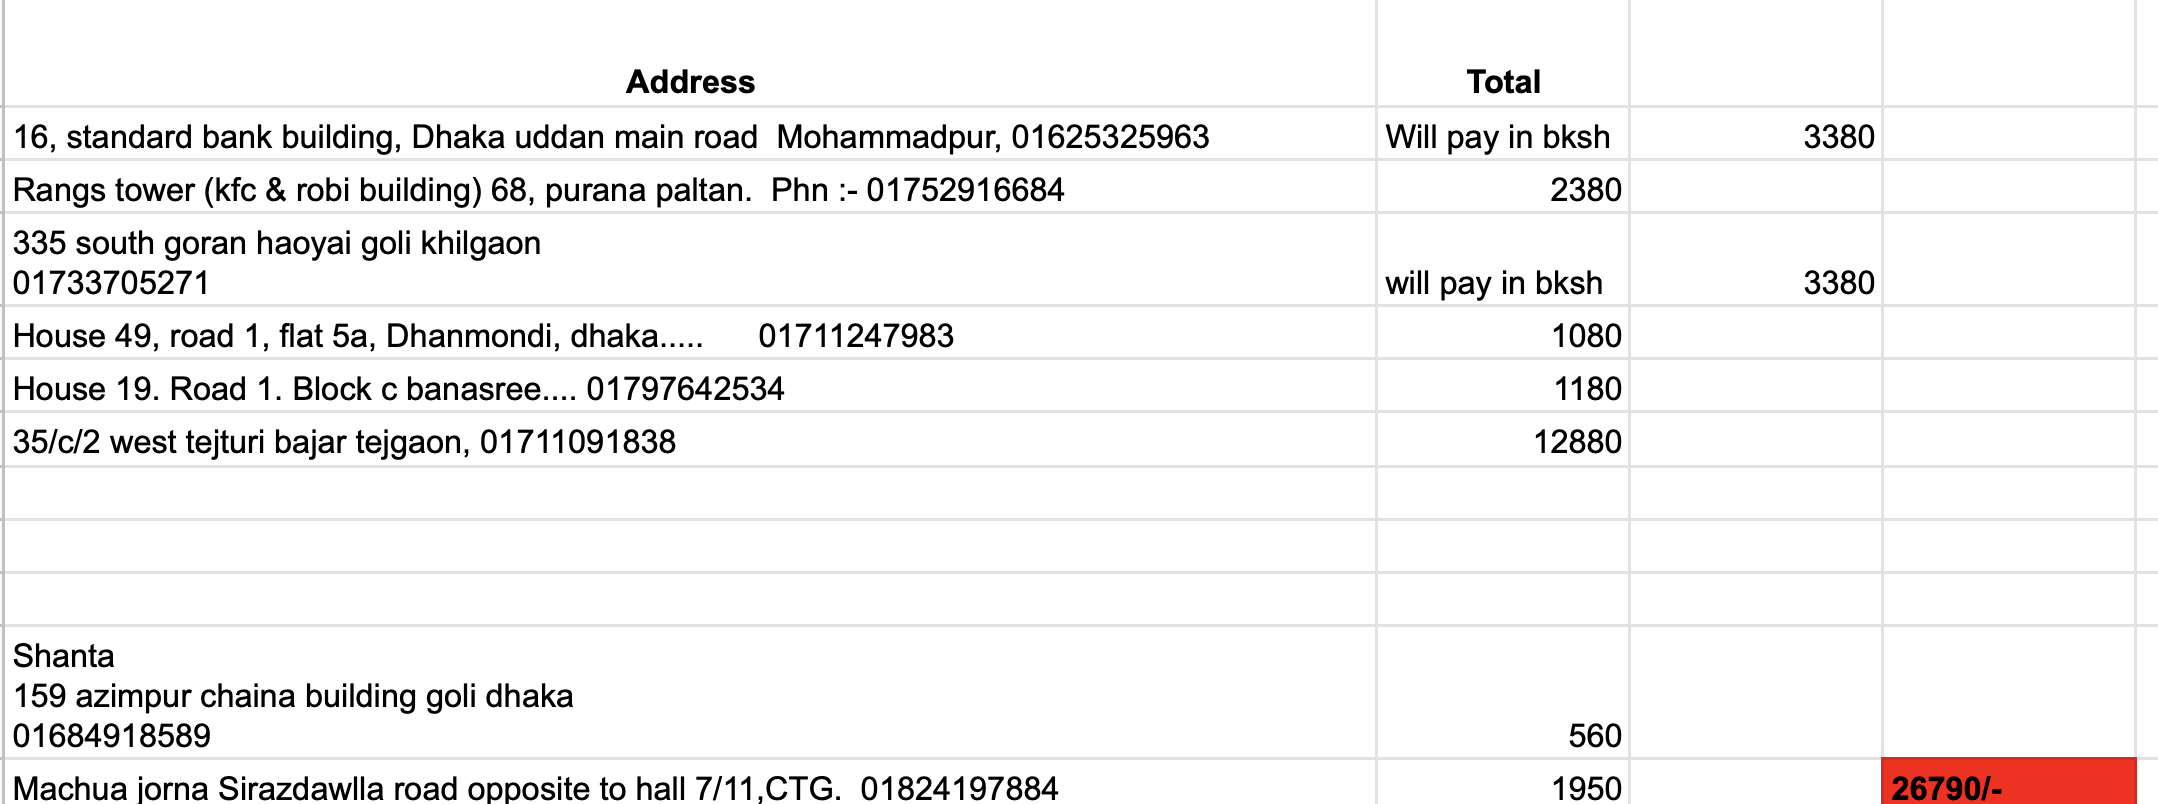 Address Total
16, standard bank building, Dhaka uddan main road  Mohammadpur, 01625325963 Will pay in bksh 3380
Rangs tower (kfc & robi building) 68, purana paltan.  Phn :- 01752916684 2380
335 south goran haoyai goli khilgaon
01733705271 will pay in bksh 3380
House 49, road 1, flat 5a, Dhanmondi, dhaka..... 01711247983 1080
House 19. Road 1. Block c banasree.... 01797642534 1180
35/c/2 west tejturi bajar tejgaon, 01711091838 12880
Shanta
159 azimpur chaina building goli dhaka
01684918589 560
Machua jorna Sirazdawlla road opposite to hall 7/11,CTG.  01824197884 1950 26790/-